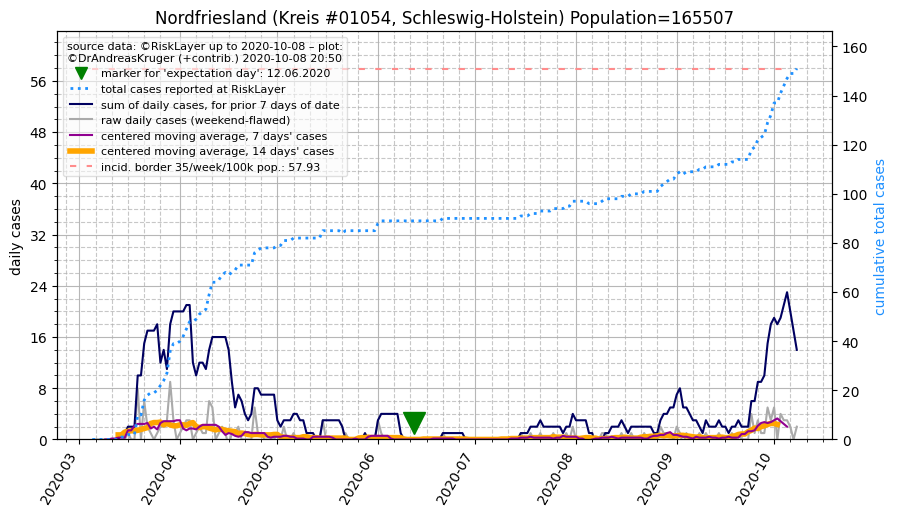 Nordfriesland (Kreis #01054, Schleswig-Holstein) Population=165507
source data: ©RiskLayer up to 2020-10-08 – plot:
©DrAndreasKruger (+contrib.) 2020-10-08 20:50
marker for 'expectation day': 12.06.2020
total cases reported at RiskLayer
sum of daily cases, for prior 7 days of date
raw daily cases (weekend-flawed)
centered moving average, 7 days' cases
centered moving average, 14 days' cases
incid. border 35/week/100k pop.: 57.93
daily cases
56
48
40
32
24
16
8
0
160
140
120
100
80
60
40
20
0
cumulative total cases
2020-03
2020-04
2020-05
2020-06
2020-07
2020-08
2020-09
2020-10